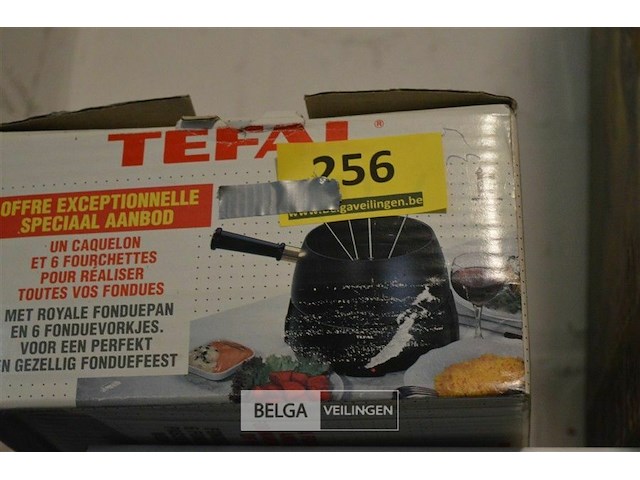 TEFAL®
256
www.belgaveilingen.be
OFFRE EXCEPTIONNELLE
SPECIAAL AANBOD
UN CAQUELON
ET 6 FOURCHETTES
POUR RÉALISER
TOUTES VOS FONDUES
MET ROYALE FONDUEPAN
EN 6 FONDUEVORKJES.
VOOR EEN PERFEKT
EN GEZELLIG FONDUEFEEST
TEFAL
BELGA VEILINGEN